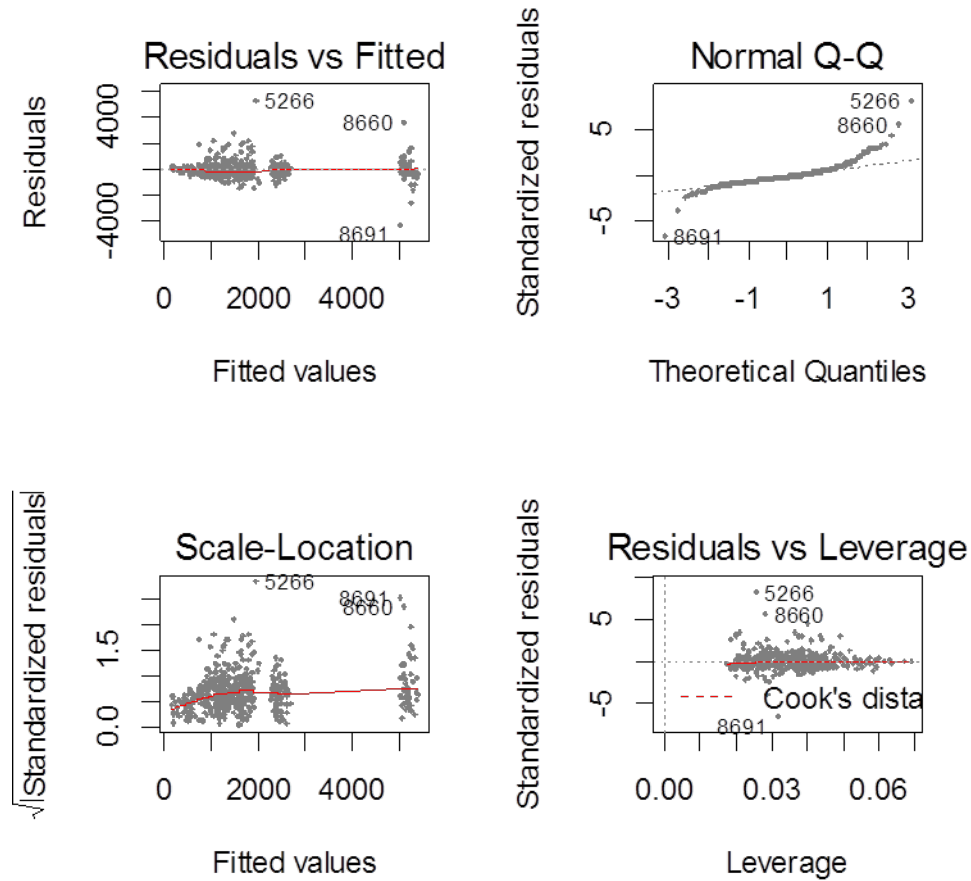 Residuals vs Fitted
Residuals
-4000
4000
5266
8660
8691
0
2000
4000
Fitted values
Normal Q-Q
Standardized residuals
-5
5
5266
8660
8691
-3
-1
1
3
Theoretical Quantiles
Scale-Location
√|Standardized residuals|
0.0
1.5
5266
8691
8660
0
2000
4000
Fitted values
Residuals vs Leverage
Standardized residuals
-5
5
5266
8660
Cook's dista
8691
0.00
0.03
0.06
Leverage